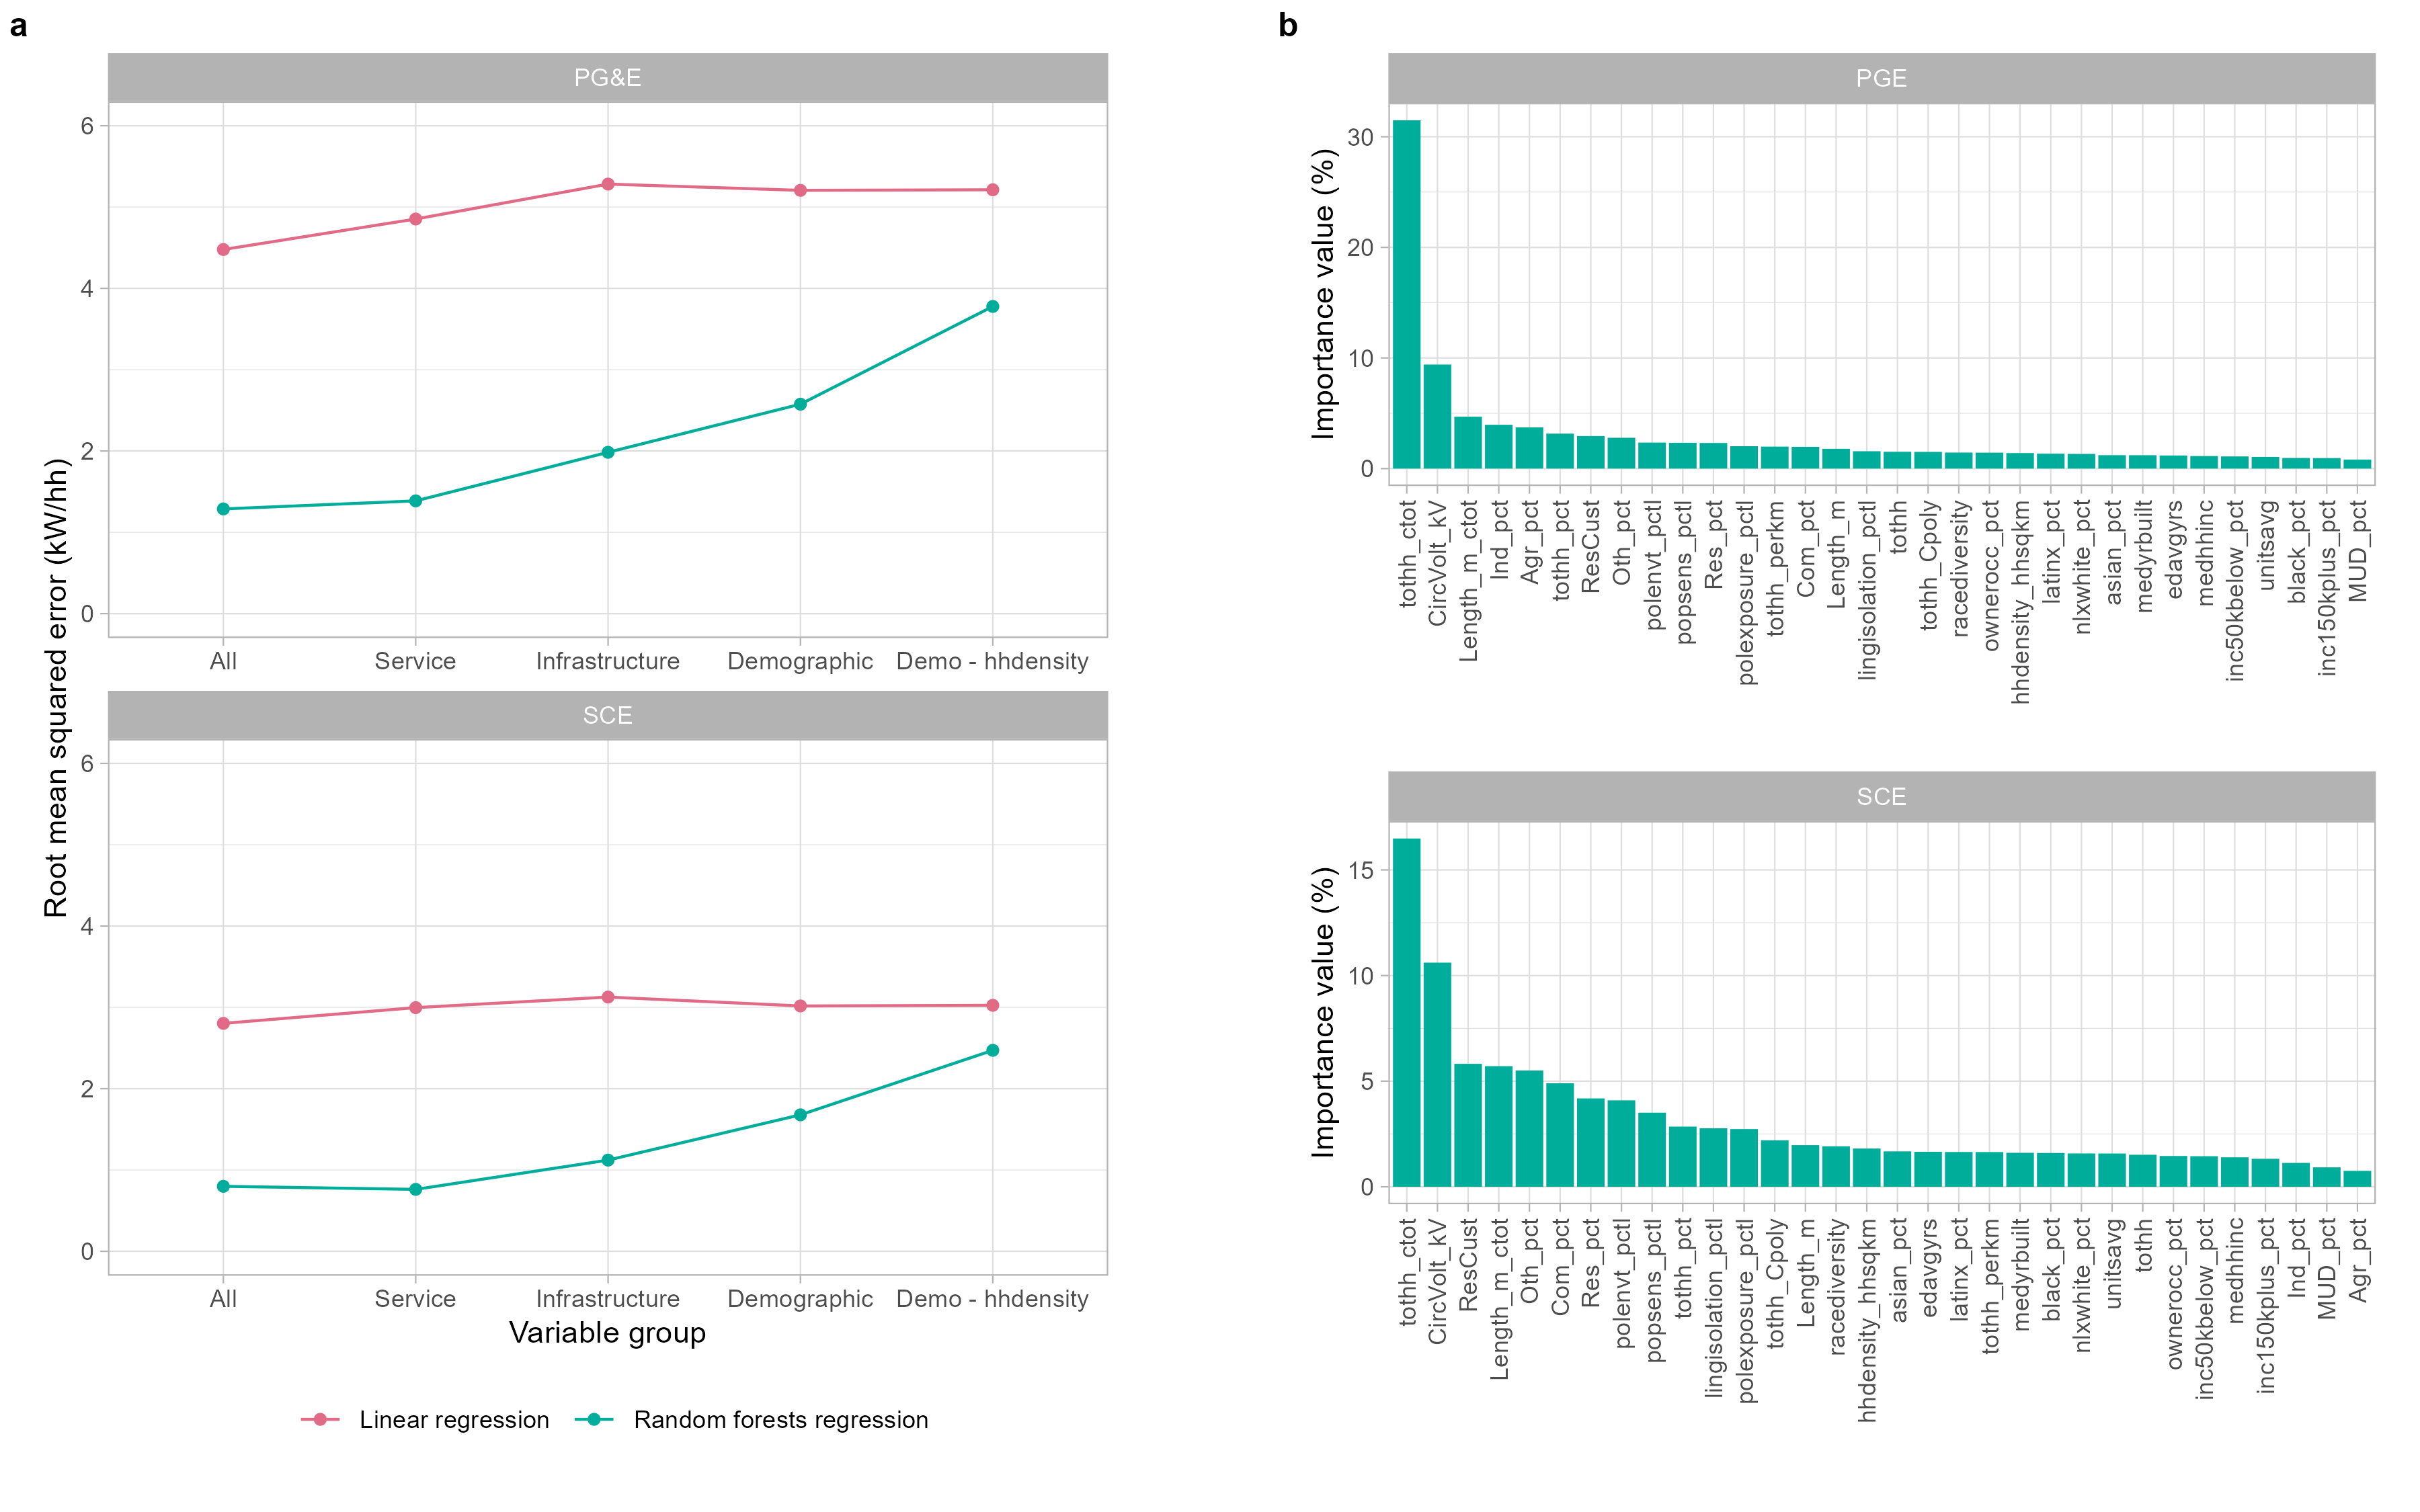 a
PG&E
6
4
2
0
All
Service
Infrastructure
Demographic
Demo - hhdensity
SCE
6
4
2
0
All
Service
Infrastructure
Demographic
Demo - hhdensity
Root mean squared error (kW/hh)
Variable group
Linear regression
Random forests regression
b
PGE
Importance value (%)
30
20
10
0
tothh_ctot
CircVolt_kV
Length_m_ctot
Ind_pct
Agr_pct
tothh_pct
ResCust
Oth_pct
polenvt_pctl
popsens_pctl
Res_pct
polexposure_pctl
tothh_perkm
Com_pct
Length_m
lingisolation_pctl
tothh
tothh_Cpoly
racediversity
ownerocc_pct
hhdensity_hhsqkm
latinx_pct
nlxwhite_pct
asian_pct
medyrbuilt
edavgyrs
medhhinc
inc50kbelow_pct
unitsavg
black_pct
inc150kplus_pct
MUD_pct
SCE
Importance value (%)
15
10
5
0
tothh_ctot
CircVolt_kV
ResCust
Length_m_ctot
Oth_pct
Com_pct
Res_pct
polenvt_pctl
popsens_pctl
tothh_pct
lingisolation_pctl
polexposure_pctl
tothh_Cpoly
Length_m
racediversity
hhdensity_hhsqkm
asian_pct
edavgyrs
latinx_pct
tothh_perkm
medyrbuilt
black_pct
nlxwhite_pct
unitsavg
tothh
ownerocc_pct
inc50kbelow_pct
medhhinc
inc150kplus_pct
Ind_pct
MUD_pct
Agr_pct